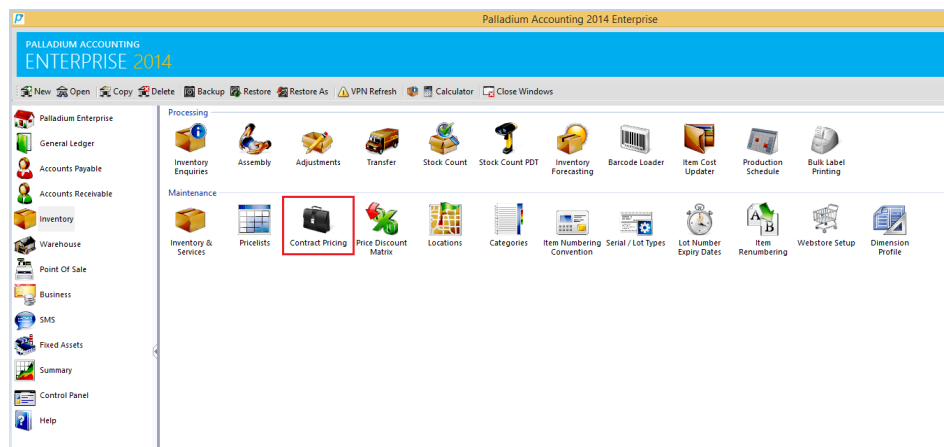 Palladium Accounting 2014 Enterprise
PALLADIUM ACCOUNTING
ENTERPRISE 2014
New Open Copy Delete Backup Restore Restore As VPN Refresh Calculator Close Windows
Palladium Enterprise
General Ledger
Accounts Payable
Accounts Receivable
Inventory
Warehouse
Point Of Sale
Business
SMS
Fixed Assets
Summary
Control Panel
Help
Processing
Inventory
Enquiries
Assembly
Adjustments
Transfer
Stock Count
Stock Count PDT
Inventory
Forecasting
Barcode Loader
Item Cost
Updater
Production
Schedule
Bulk Label
Printing
Maintenance
Inventory &
Services
Pricelists
Contract Pricing
Price Discount
Matrix
Locations
Categories
Item Numbering
Convention
Serial / Lot Types
Lot Number
Expiry Dates
Item
Renumbering
Webstore Setup
Dimension
Profile